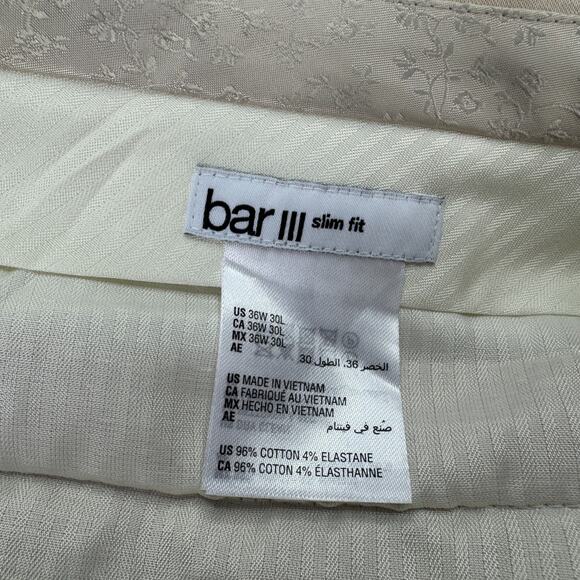 bar III slim fit
US 36W 30L
CA 36W 30L
MX 36W 30L
AE الخصر 36، الطول 30
US MADE IN VIETNAM
CA FABRIQUÉ AU VIETNAM
MX HECHO EN VIETNAM
AE صُنع في فيتنام
US 96% COTTON 4% ELASTANE
CA 96% COTON 4% ÉLASTHANNE